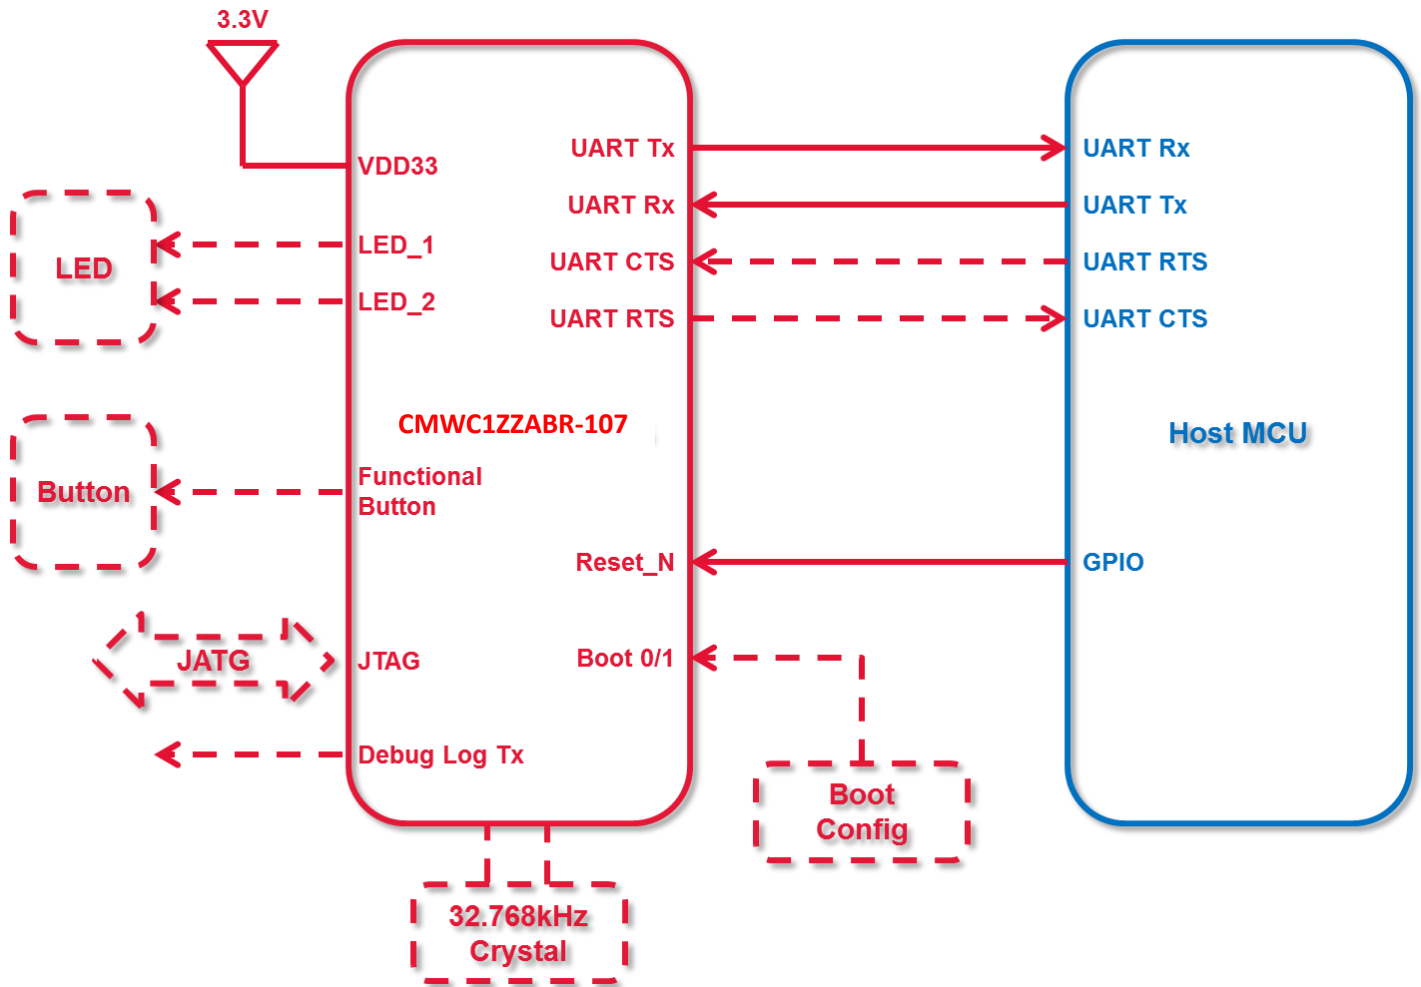 3.3V
VDD33
LED_1
LED_2
LED
UART Tx
UART Rx
UART CTS
UART RTS
UART Rx
UART Tx
UART RTS
UART CTS
CMWC1ZZABR-107
Host MCU
Button
Functional
Button
Reset_N
GPIO
JATG
JTAG
Boot 0/1
Debug Log Tx
Boot
Config
32.768kHz
Crystal